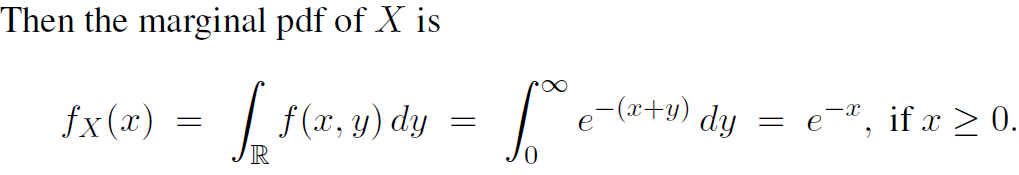 Then the marginal pdf of X is
f_X(x) = ∫_ℝ f(x, y) dy = ∫_0^∞ e^{−(x+y)} dy = e^{−x}, if x ≥ 0.